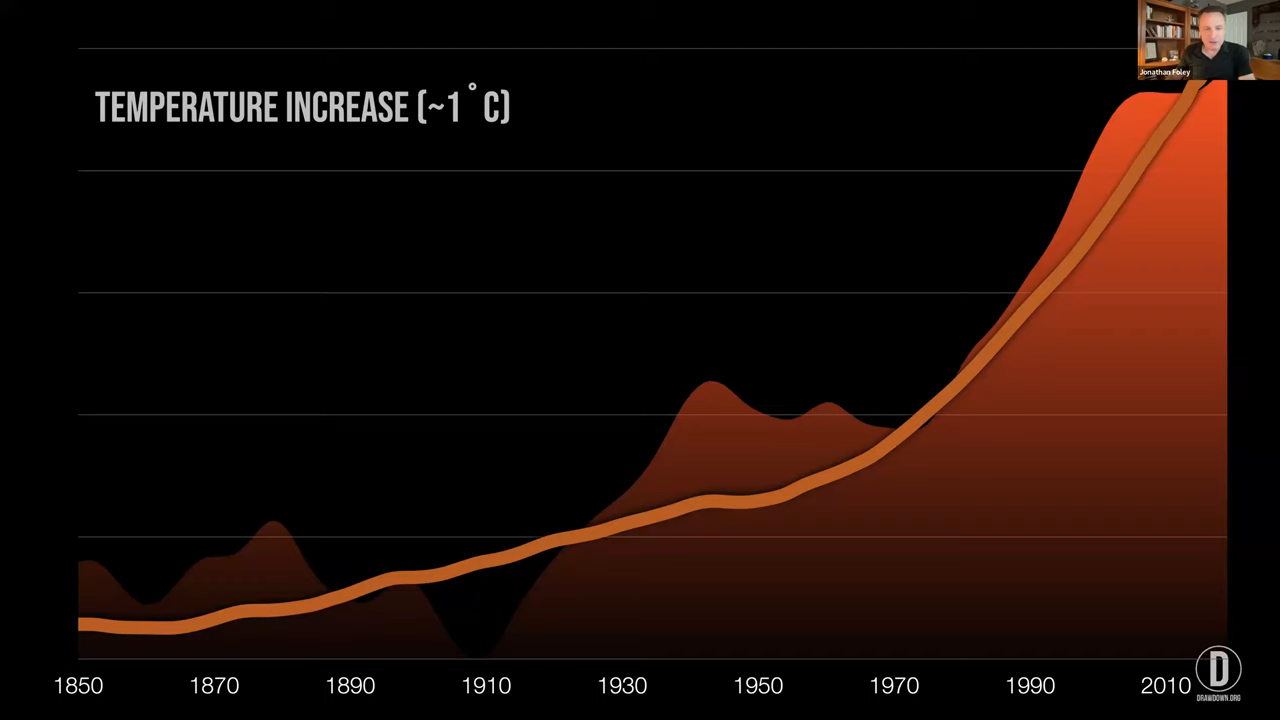 Jonathan Foley
TEMPERATURE INCREASE (~1˚C)
1850 1870 1890 1910 1930 1950 1970 1990 2010
D
DRAWDOWN.ORG